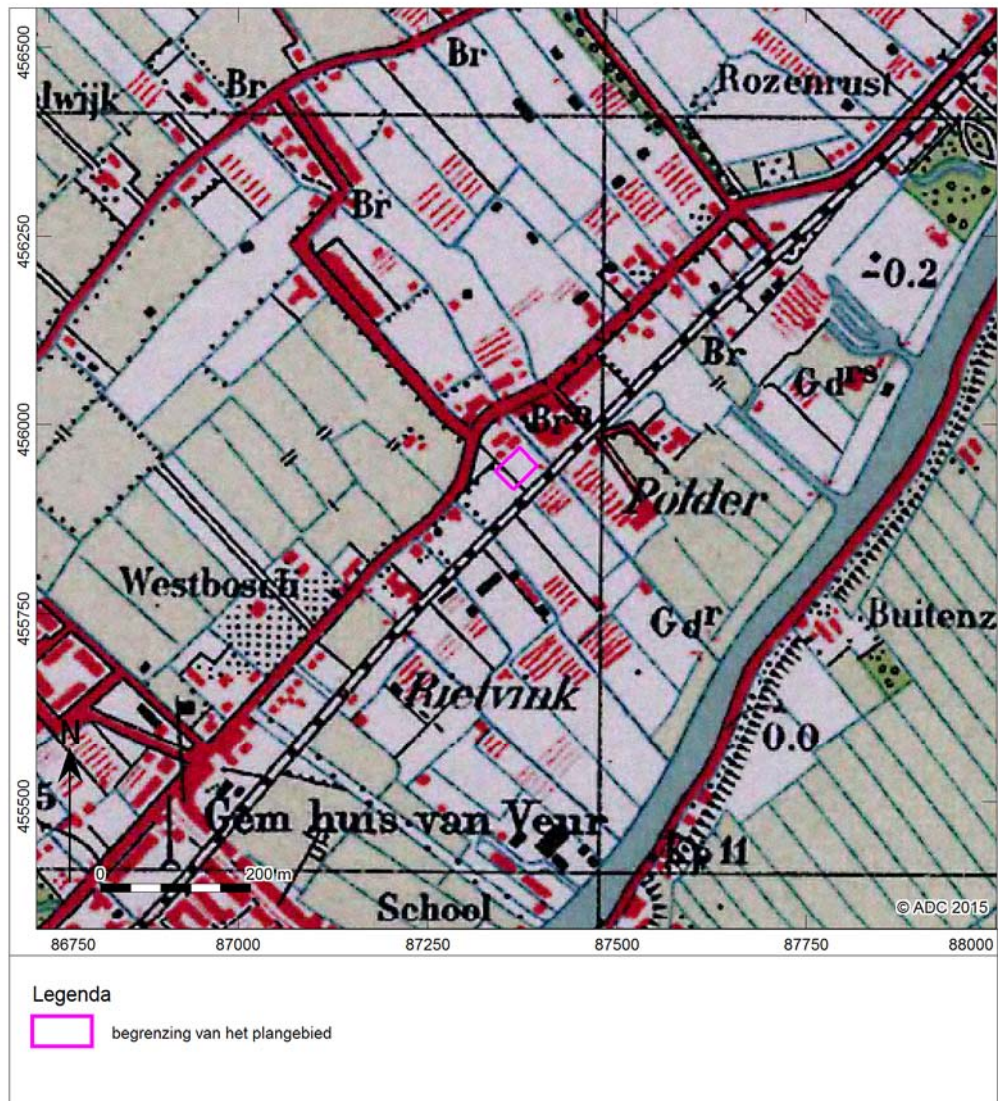 456500
456250
456000
455750
455500
lwijk
Br
Br
Rozenrust
Br
-0.2
Br
Gdrs
Br
Polder
Westbosch
Gdr
Buitenz
Rietvink
0.0
N
5
Gem huis van Veur
Kp 11
0
200 m
School
© ADC 2015
86750
87000
87250
87500
87750
88000
Legenda
begrenzing van het plangebied